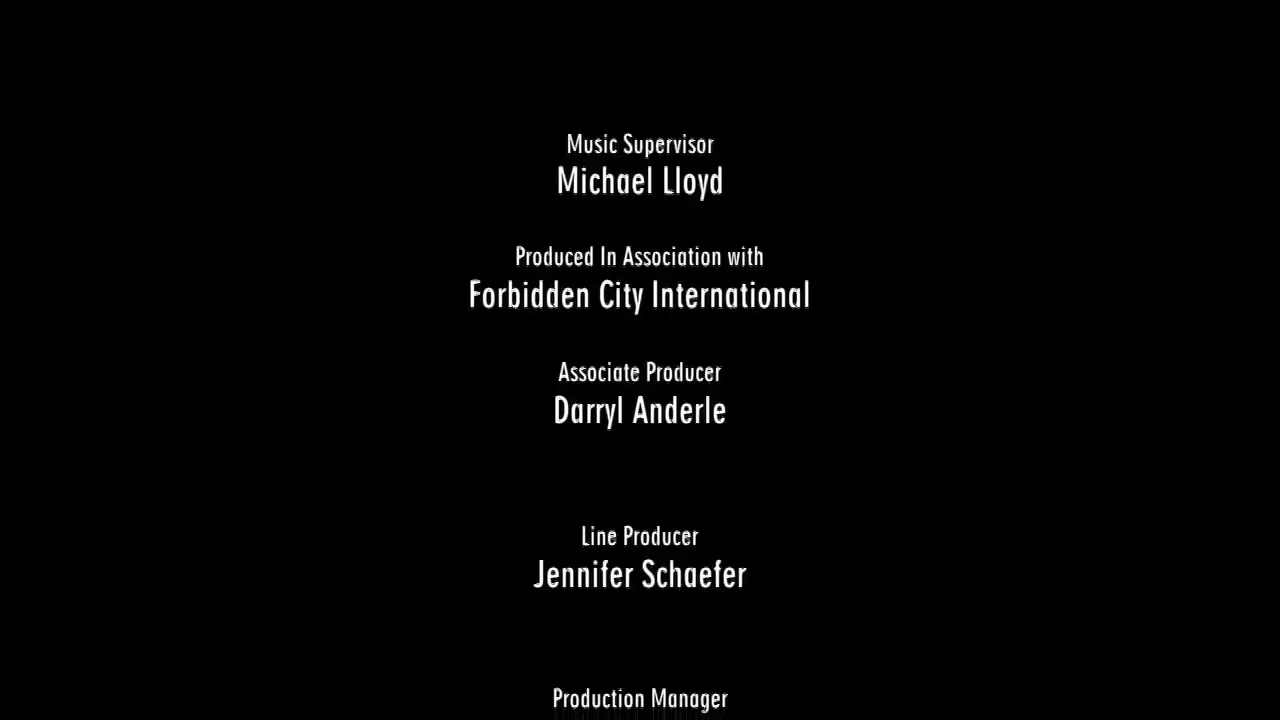 Music Supervisor
Michael Lloyd
Produced In Association with
Forbidden City International
Associate Producer
Darryl Anderle
Line Producer
Jennifer Schaefer
Production Manager